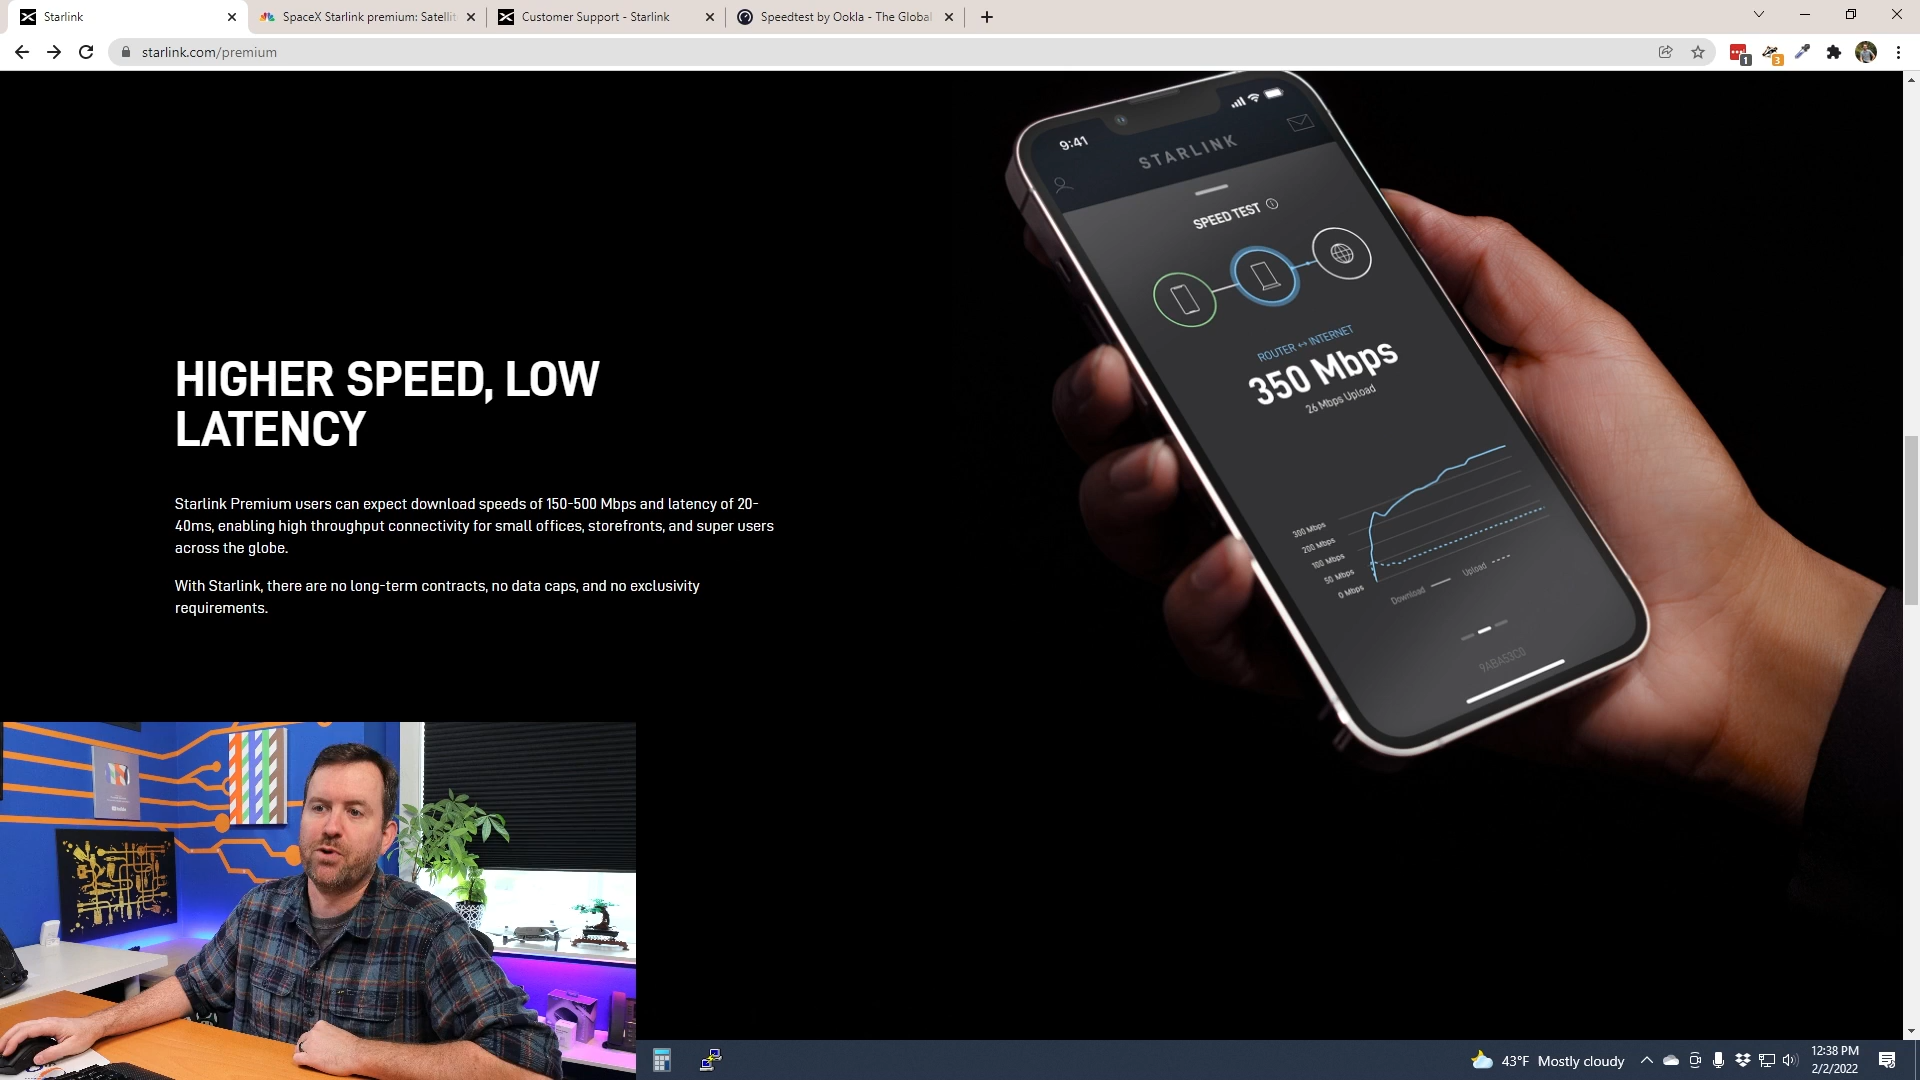 Starlink
SpaceX Starlink premium: Satellit
Customer Support - Starlink
Speedtest by Ookla - The Global
starlink.com/premium
1
3
9:41
STARLINK
SPEED TEST
ROUTER ↔ INTERNET
350 Mbps
26 Mbps Upload
300 Mbps
200 Mbps
100 Mbps
50 Mbps
0 Mbps
Download
Upload
9ABA53C0
HIGHER SPEED, LOW
LATENCY
Starlink Premium users can expect download speeds of 150-500 Mbps and latency of 20-
40ms, enabling high throughput connectivity for small offices, storefronts, and super users
across the globe.
With Starlink, there are no long-term contracts, no data caps, and no exclusivity
requirements.
43°F Mostly cloudy
12:38 PM
2/2/2022